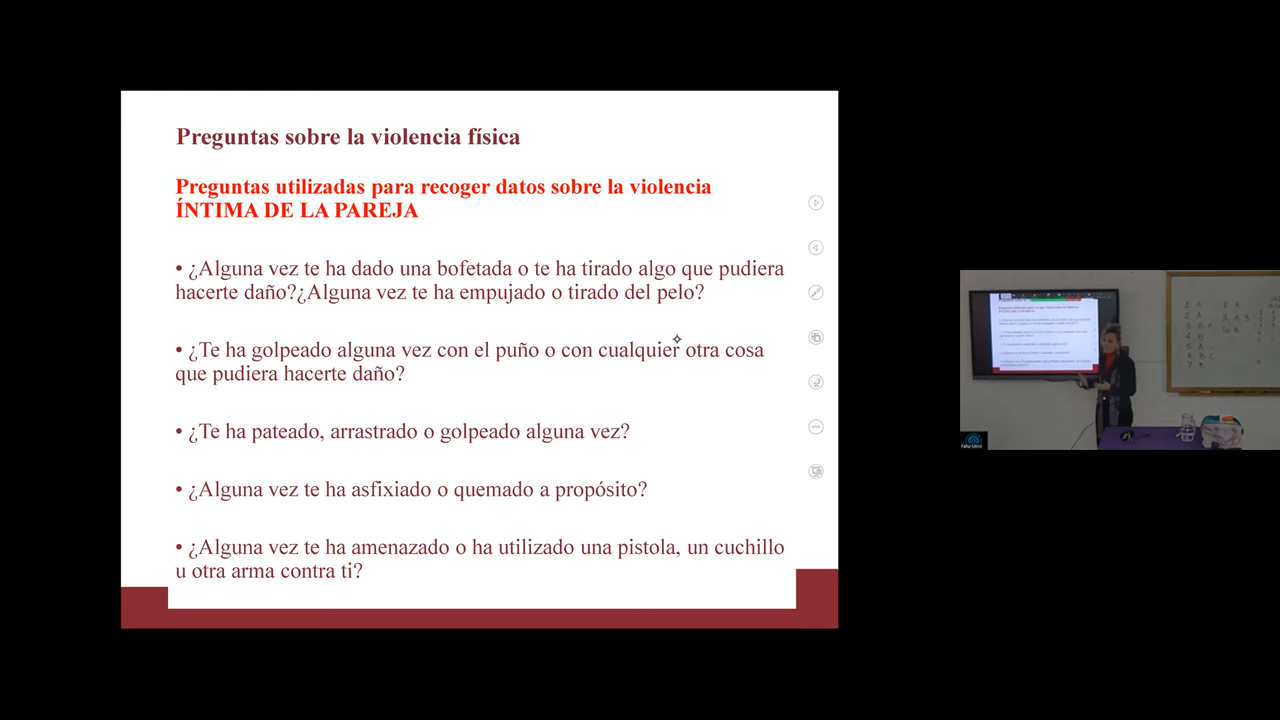 Preguntas sobre la violencia física
Preguntas utilizadas para recoger datos sobre la violencia
ÍNTIMA DE LA PAREJA
• ¿Alguna vez te ha dado una bofetada o te ha tirado algo que pudiera
hacerte daño?¿Alguna vez te ha empujado o tirado del pelo?
• ¿Te ha golpeado alguna vez con el puño o con cualquier otra cosa
que pudiera hacerte daño?
• ¿Te ha pateado, arrastrado o golpeado alguna vez?
• ¿Alguna vez te ha asfixiado o quemado a propósito?
• ¿Alguna vez te ha amenazado o ha utilizado una pistola, un cuchillo
u otra arma contra ti?